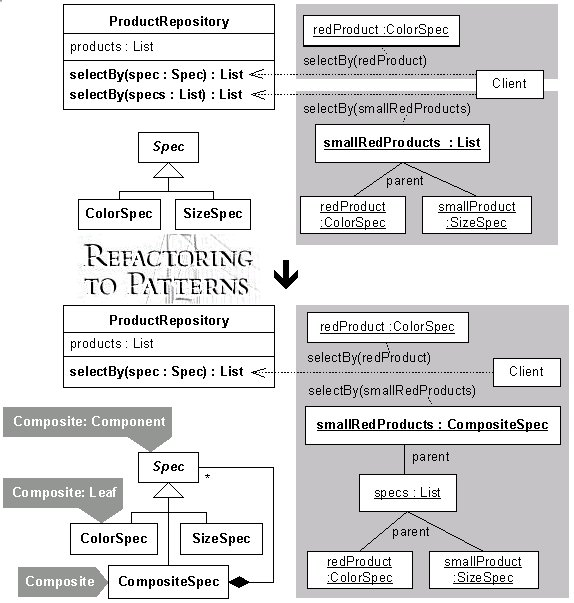 ProductRepository
products : List
selectBy(spec : Spec) : List
selectBy(specs : List) : List
redProduct :ColorSpec
selectBy(redProduct)
Client
selectBy(smallRedProducts)
smallRedProducts : List
parent
redProduct
:ColorSpec
smallProduct
:SizeSpec
Spec
ColorSpec
SizeSpec
REFACTORING
TO PATTERNS
ProductRepository
products : List
selectBy(spec : Spec) : List
redProduct :ColorSpec
selectBy(redProduct)
Client
selectBy(smallRedProducts)
smallRedProducts : CompositeSpec
parent
specs : List
parent
redProduct
:ColorSpec
smallProduct
:SizeSpec
Composite: Component
Spec
*
Composite: Leaf
ColorSpec
SizeSpec
Composite
CompositeSpec